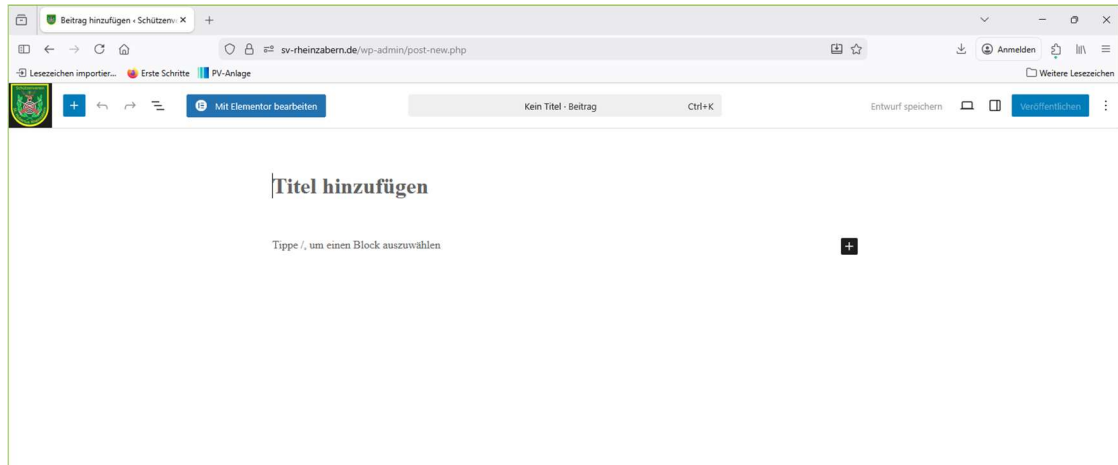 Beitrag hinzufügen ‹ Schützenv
sv-rheinzabern.de/wp-admin/post-new.php
Anmelden
Lesezeichen importier... Erste Schritte PV-Anlage Weitere Lesezeichen
Mit Elementor bearbeiten Kein Titel · Beitrag Ctrl+K Entwurf speichern Veröffentlichen
Titel hinzufügen
Tippe /, um einen Block auszuwählen